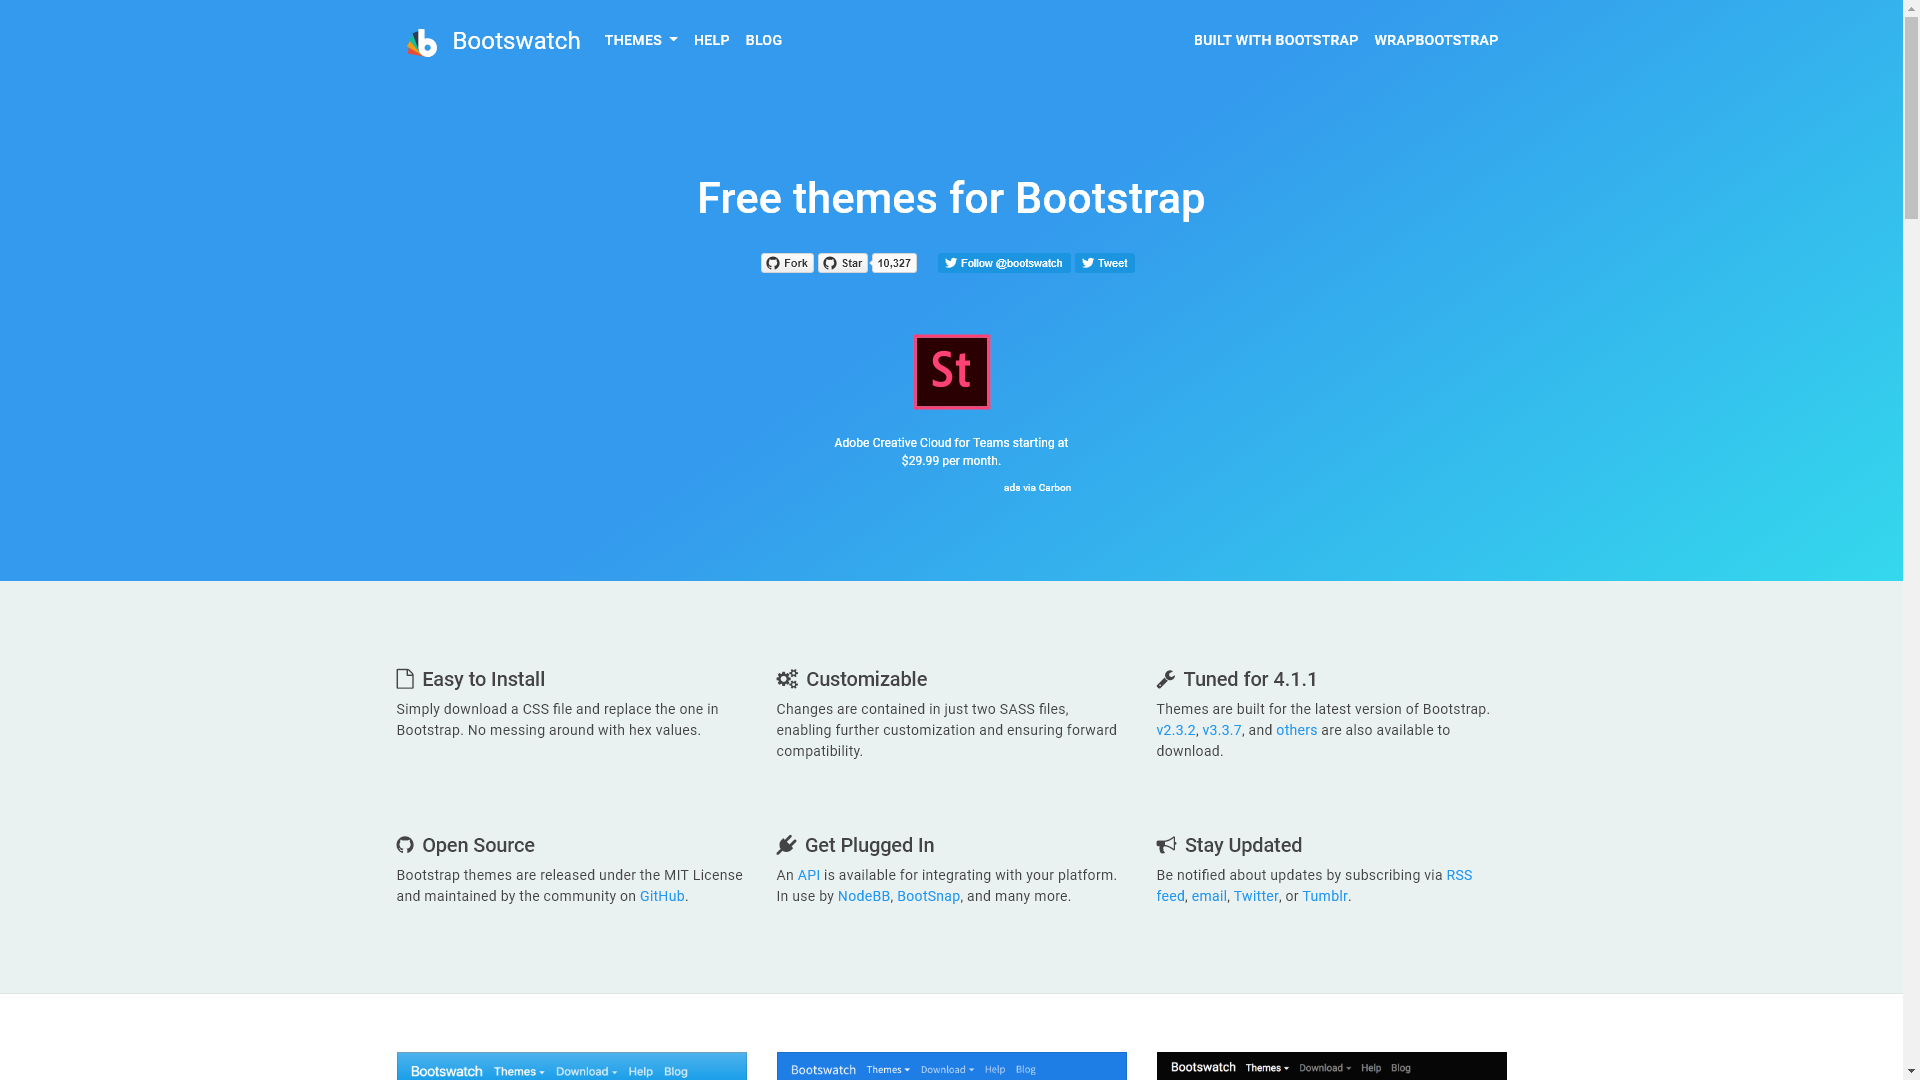 Bootswatch THEMES HELP BLOG BUILT WITH BOOTSTRAP WRAPBOOTSTRAP
Free themes for Bootstrap
Fork Star 10,327 Follow @bootswatch Tweet
St
Adobe Creative Cloud for Teams starting at
$29.99 per month.
ads via Carbon
Easy to Install
Simply download a CSS file and replace the one in
Bootstrap. No messing around with hex values.
Customizable
Changes are contained in just two SASS files,
enabling further customization and ensuring forward
compatibility.
Tuned for 4.1.1
Themes are built for the latest version of Bootstrap.
v2.3.2, v3.3.7, and others are also available to
download.
Open Source
Bootstrap themes are released under the MIT License
and maintained by the community on GitHub.
Get Plugged In
An API is available for integrating with your platform.
In use by NodeBB, BootSnap, and many more.
Stay Updated
Be notified about updates by subscribing via RSS
feed, email, Twitter, or Tumblr.
Bootswatch Themes Download Help Blog
Bootswatch Themes Download Help Blog
Bootswatch Themes Download Help Blog